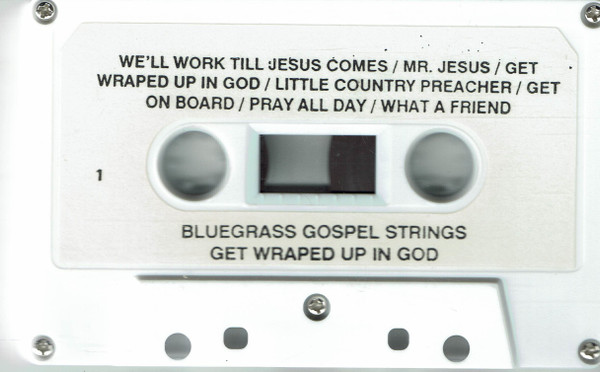 WE'LL WORK TILL JESUS COMES / MR. JESUS / GET
WRAPED UP IN GOD / LITTLE COUNTRY PREACHER / GET
ON BOARD / PRAY ALL DAY / WHAT A FRIEND
1
BLUEGRASS GOSPEL STRINGS
GET WRAPED UP IN GOD